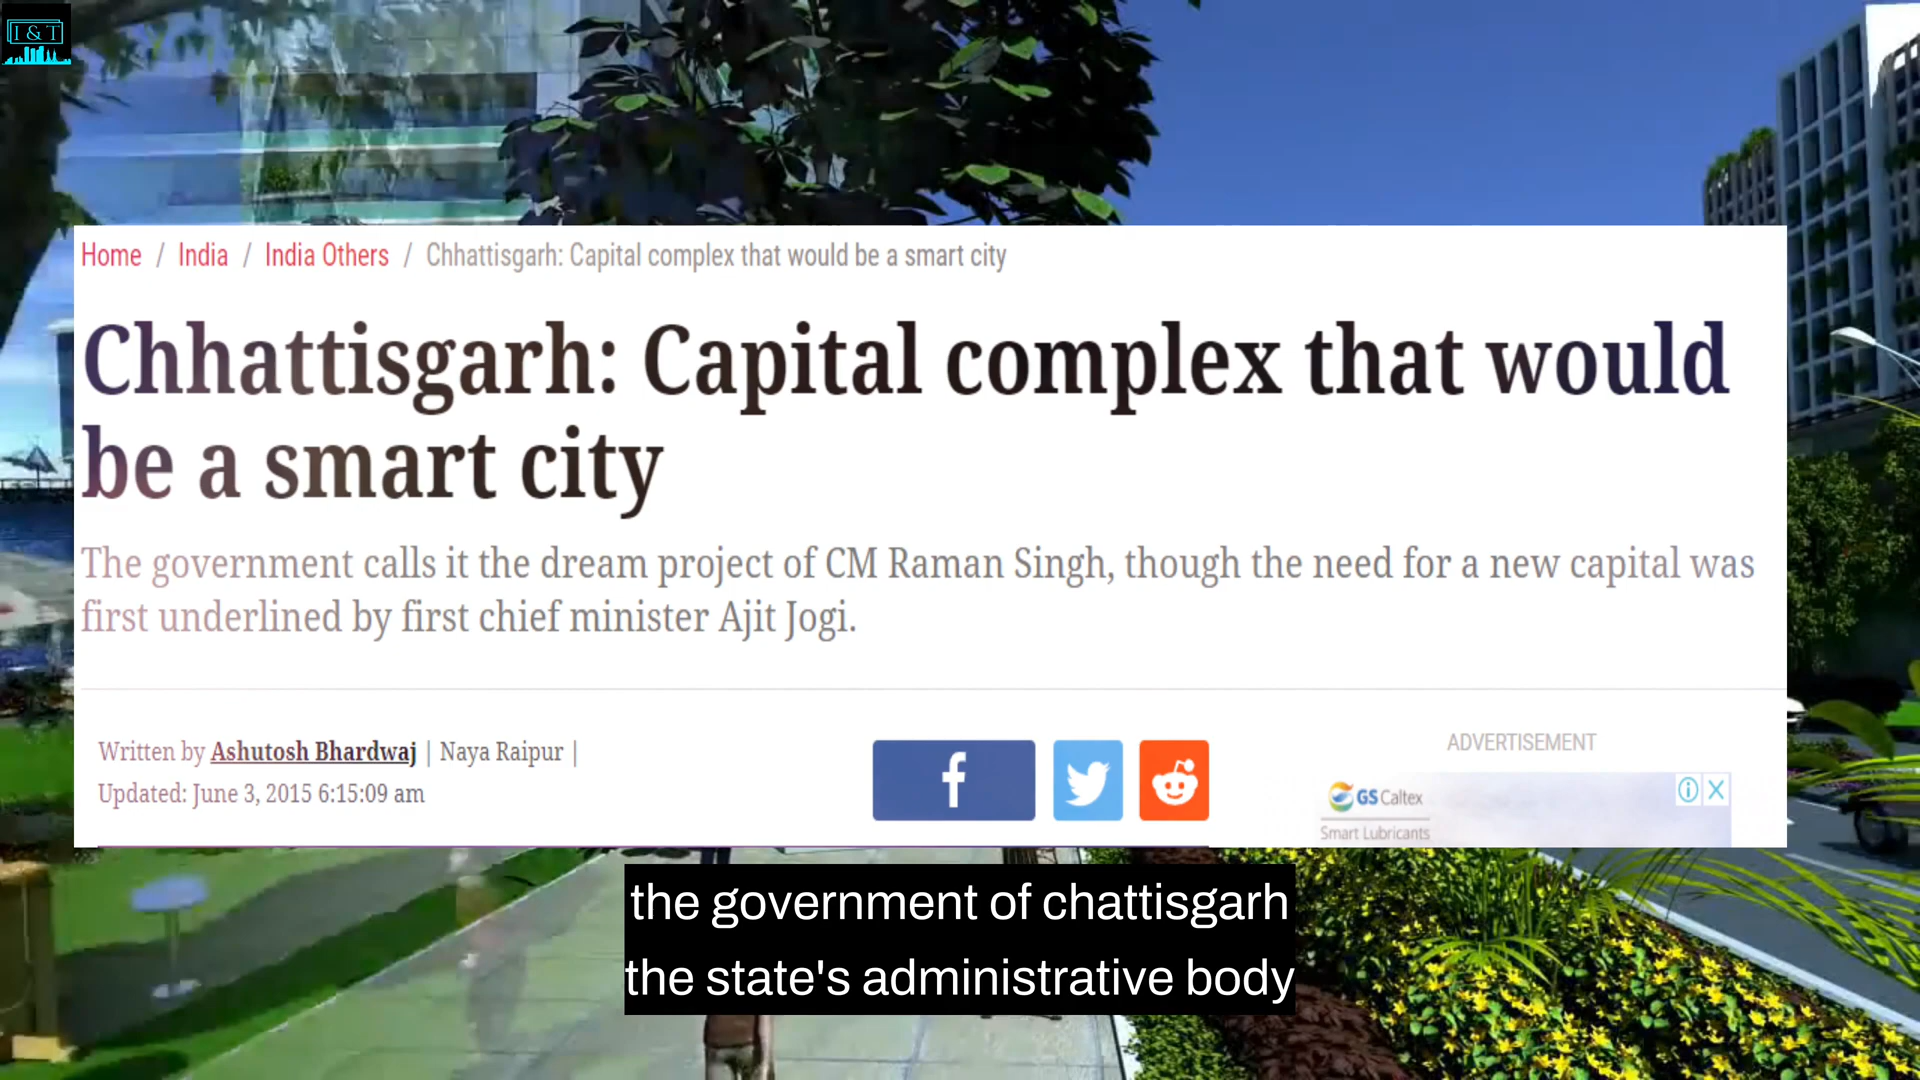 I & T
Home / India / India Others / Chhattisgarh: Capital complex that would be a smart city
Chhattisgarh: Capital complex that would
be a smart city
The government calls it the dream project of CM Raman Singh, though the need for a new capital was
first underlined by first chief minister Ajit Jogi.
Written by Ashutosh Bhardwaj | Naya Raipur |
Updated: June 3, 2015 6:15:09 am
ADVERTISEMENT
GS Caltex
Smart Lubricants
the government of chattisgarh
the state's administrative body